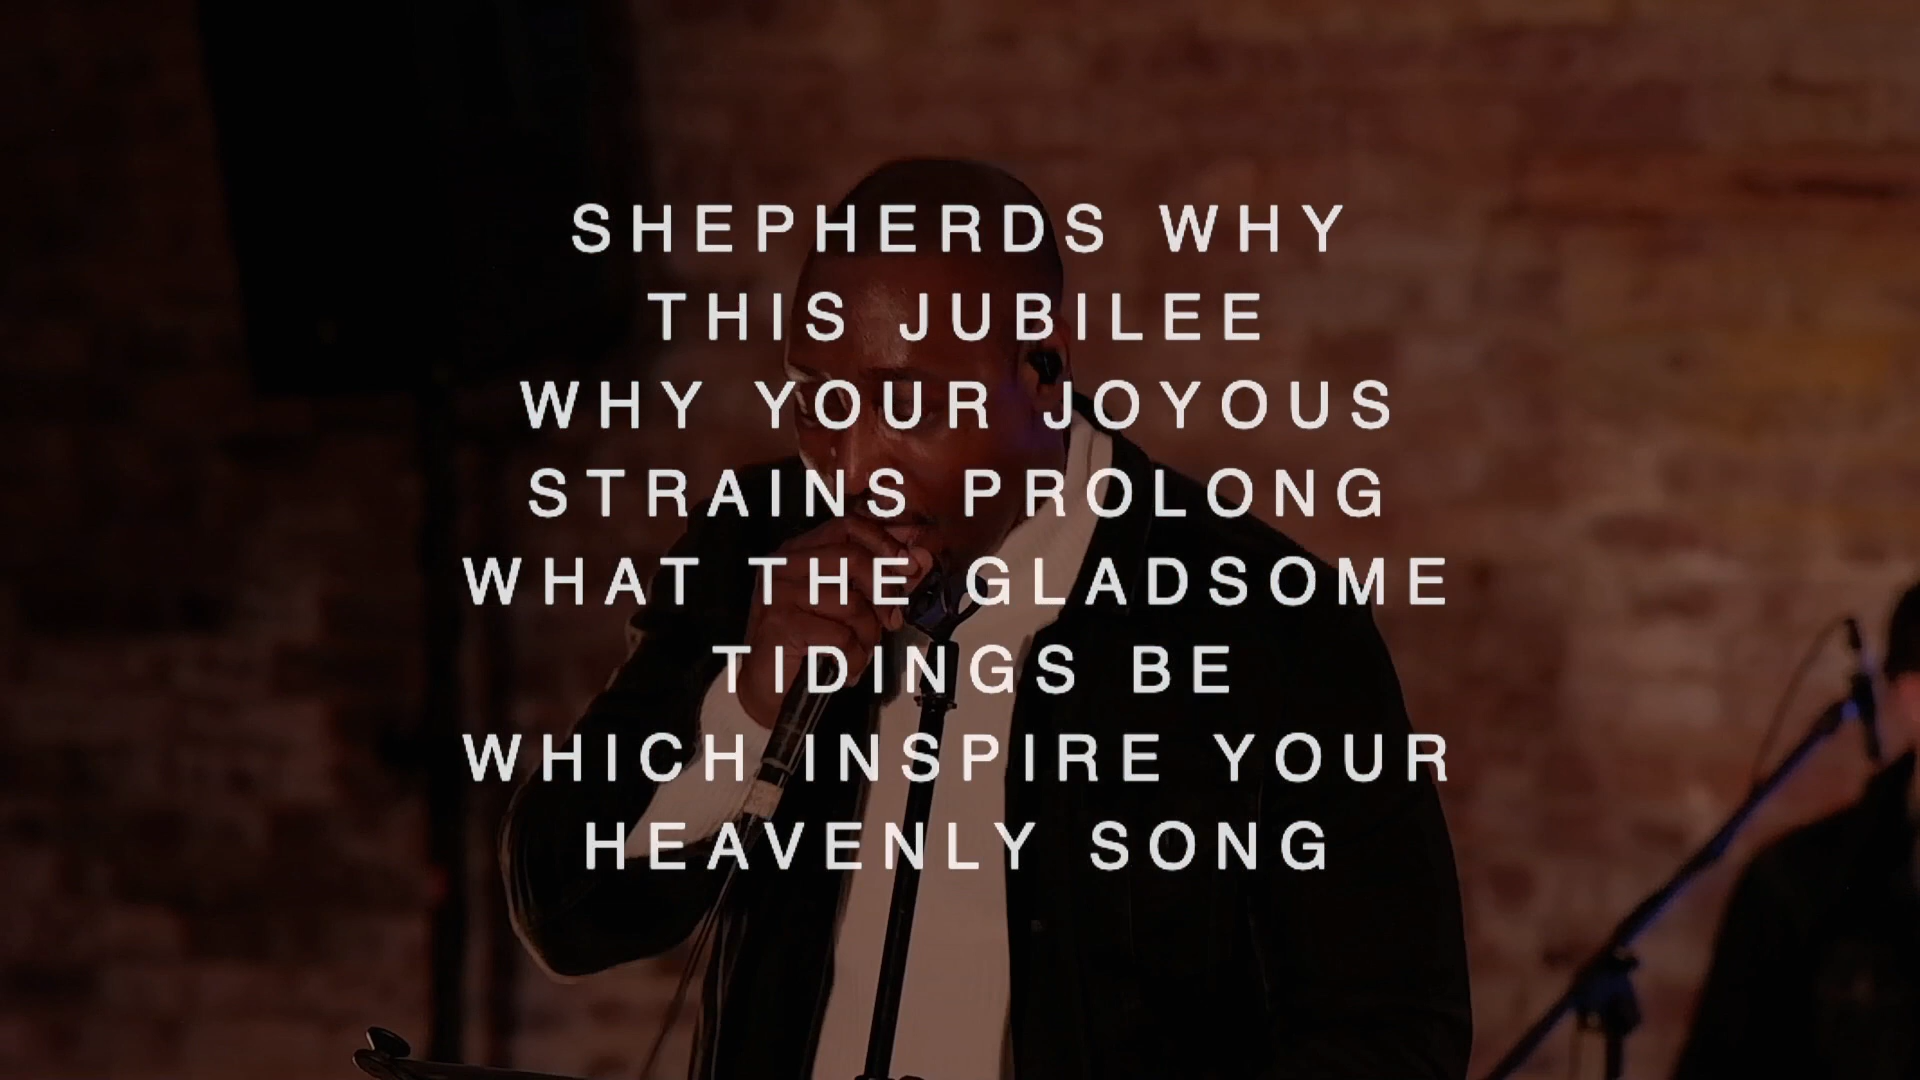 SHEPHERDS WHY
THIS JUBILEE
WHY YOUR JOYOUS
STRAINS PROLONG
WHAT THE GLADSOME
TIDINGS BE
WHICH INSPIRE YOUR
HEAVENLY SONG